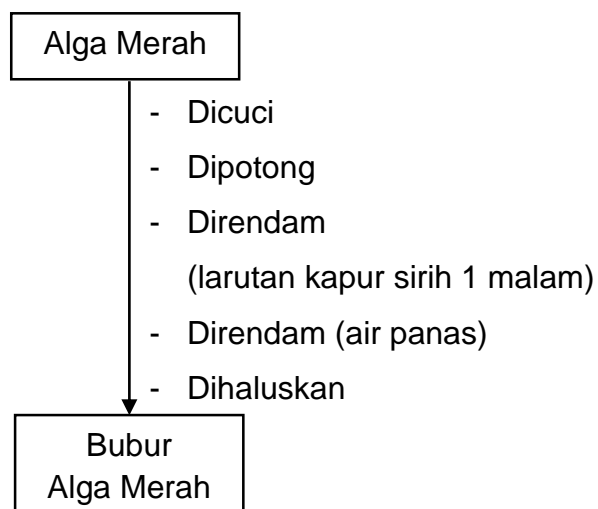 Alga Merah
- Dicuci
- Dipotong
- Direndam
(larutan kapur sirih 1 malam)
- Direndam (air panas)
- Dihaluskan
Bubur
Alga Merah